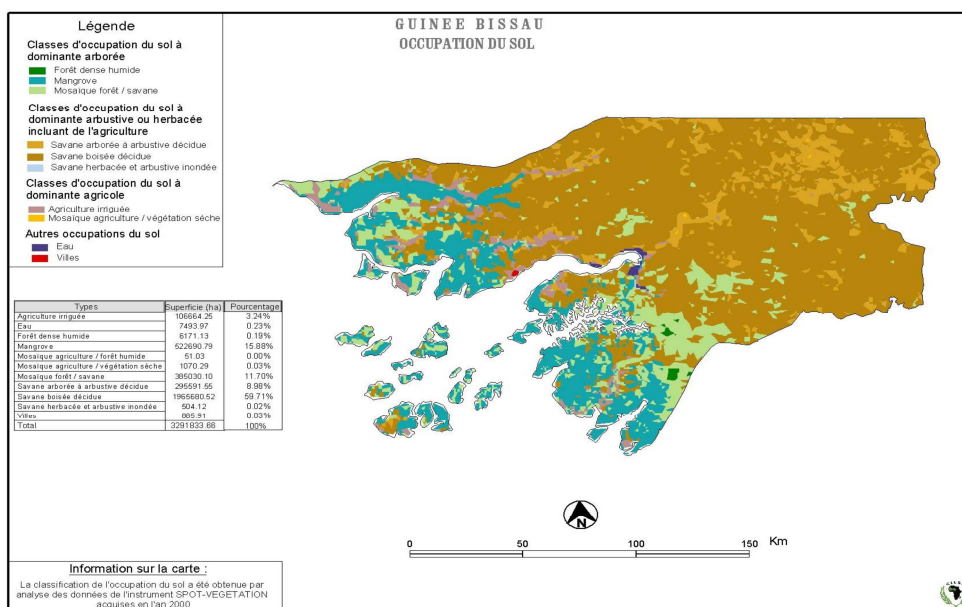 GUINEE BISSAU
OCCUPATION DU SOL
Légende
Classes d'occupation du sol à
dominante arborée
Forêt dense humide
Mangrove
Mosaïque forêt / savane
Classes d'occupation du sol à
dominante arbustive ou herbacée
incluant de l'agriculture
Savane arborée à arbustive décidue
Savane boisée décidue
Savane herbacée et arbustive inondée
Classes d'occupation du sol à
dominante agricole
Agriculture irriguée
Mosaïque agriculture / végétation sèche
Autres occupations du sol
Eau
Villes
Types Superficie (ha) Pourcentage
Agriculture irriguée 106664.25 3.24%
Eau 7493.97 0.23%
Forêt dense humide 6171.13 0.19%
Mangrove 522690.79 15.88%
Mosaïque agriculture / forêt humide 51.03 0.00%
Mosaïque agriculture / végétation sèche 1070.29 0.03%
Mosaïque forêt / savane 385030.10 11.70%
Savane arborée à arbustive décidue 295591.55 8.98%
Savane boisée décidue 1965680.52 59.71%
Savane herbacée et arbustive inondée 504.12 0.02%
Villes 885.91 0.03%
Total 3291833.66 100%
N
0 50 100 150 Km
Information sur la carte :
La classification de l'occupation du sol a été obtenue par
analyse des données de l'instrument SPOT-VEGETATION
acquises en l'an 2000